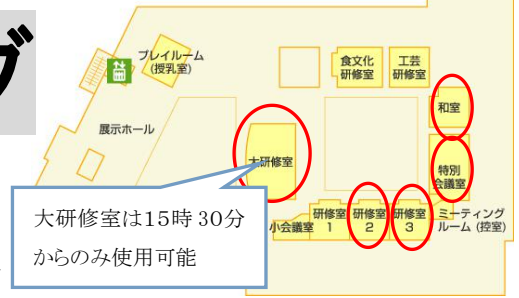 グ
プレイルーム
(授乳室)
食文化
研修室
工芸
研修室
和室
展示ホール
大研修室
特別
会議室
小会議室
研修室
1
研修室
2
研修室
3
ミーティング
ルーム (控室)
大研修室は15時30分
からのみ使用可能